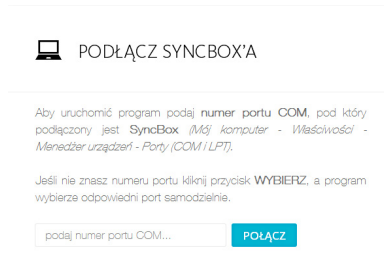 PODŁĄCZ SYNCBOX'A
Aby uruchomić program podaj numer portu COM, pod który
podłączony jest SyncBox (Mój komputer - Właściwości -
Menedżer urządzeń - Porty (COM i LPT).
Jeśli nie znasz numeru portu kliknij przycisk WYBIERZ, a program
wybierze odpowiedni port samodzielnie.
podaj numer portu COM...
POŁĄCZ